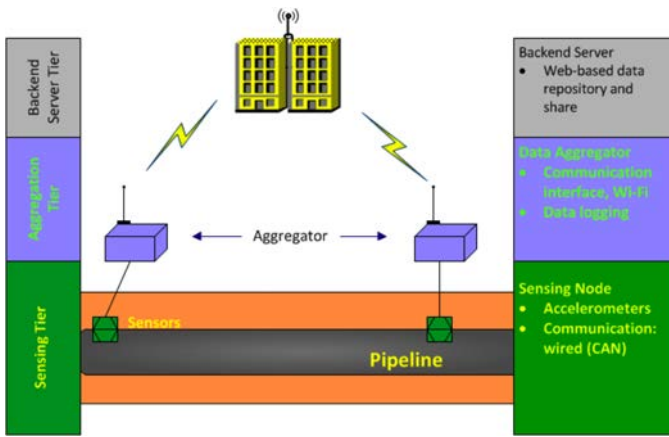 Backend Server Tier
Aggregation Tier
Sensing Tier
Aggregator
Sensors
Pipeline
Backend Server
• Web-based data
repository and
share
Data Aggregator
• Communication
interface, Wi-Fi
• Data logging
Sensing Node
• Accelerometers
• Communication:
wired (CAN)